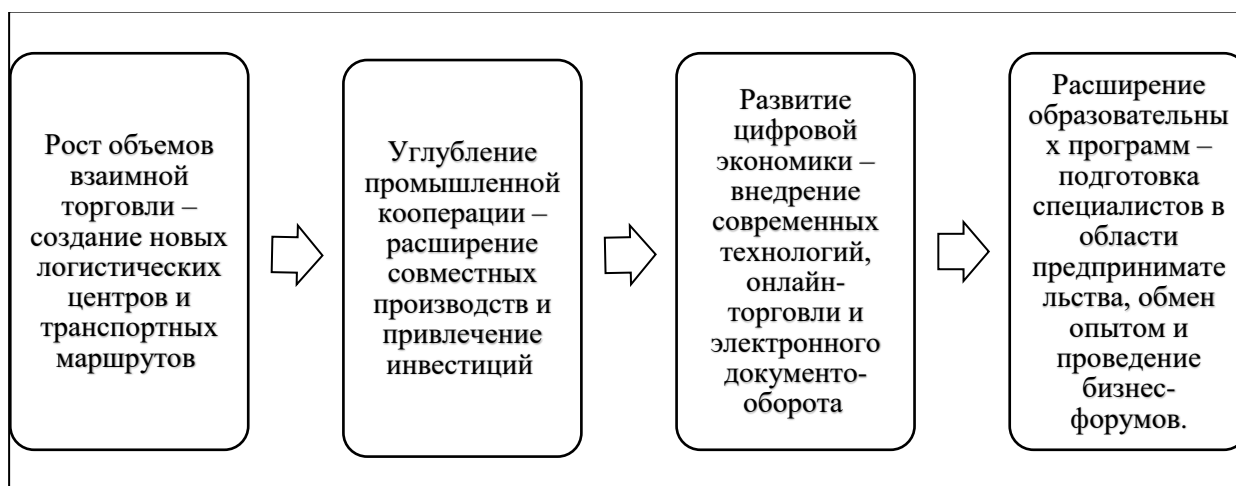 Рост объемов
взаимной
торговли –
создание новых
логистических
центров и
транспортных
маршрутов
Углубление
промышленной
кооперации –
расширение
совместных
производств и
привлечение
инвестиций
Развитие
цифровой
экономики –
внедрение
современных
технологий,
онлайн-
торговли и
электронного
документо-
оборота
Расширение
образовательны
х программ –
подготовка
специалистов в
области
предпринимате
льства, обмен
опытом и
проведение
бизнес-
форумов.